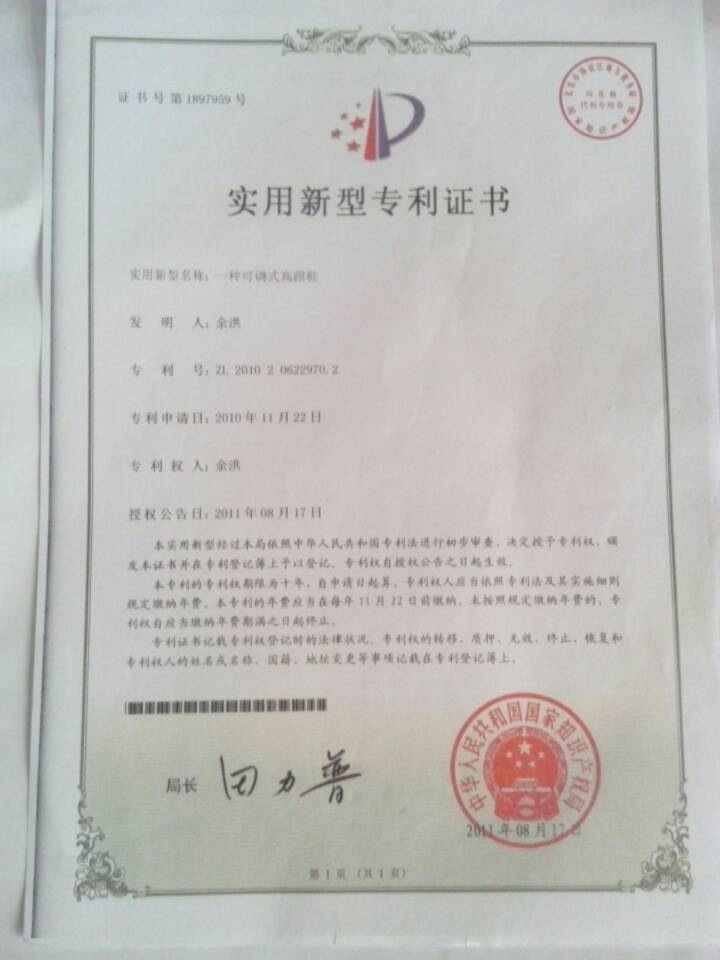 证书号第1897959号
印花税
代扣专用章
实用新型专利证书
实用新型名称：一种可调式高跟鞋
发明人：余洪
专利号：ZL 2010 2 0622970.2
专利申请日：2010年11月22日
专利权人：余洪
授权公告日：2011年08月17日
本实用新型经过本局依照中华人民共和国专利法进行初步审查，决定授予专利权，颁
发本证书并在专利登记簿上予以登记。专利权自授权公告之日起生效。
本专利的专利权期限为十年，自申请日起算。专利权人应当依照专利法及其实施细则
规定缴纳年费。本专利的年费应当在每年11月22日前缴纳。未按照规定缴纳年费的，专
利权自应当缴纳年费期满之日起终止。
专利证书记载专利权登记时的法律状况。专利权的转移、质押、无效、终止、恢复和
专利权人的姓名或名称、国籍、地址变更等事项记载在专利登记簿上。
局长 田力普
中华人民共和国国家知识产权局
2011年08月17日
第1页（共1页）